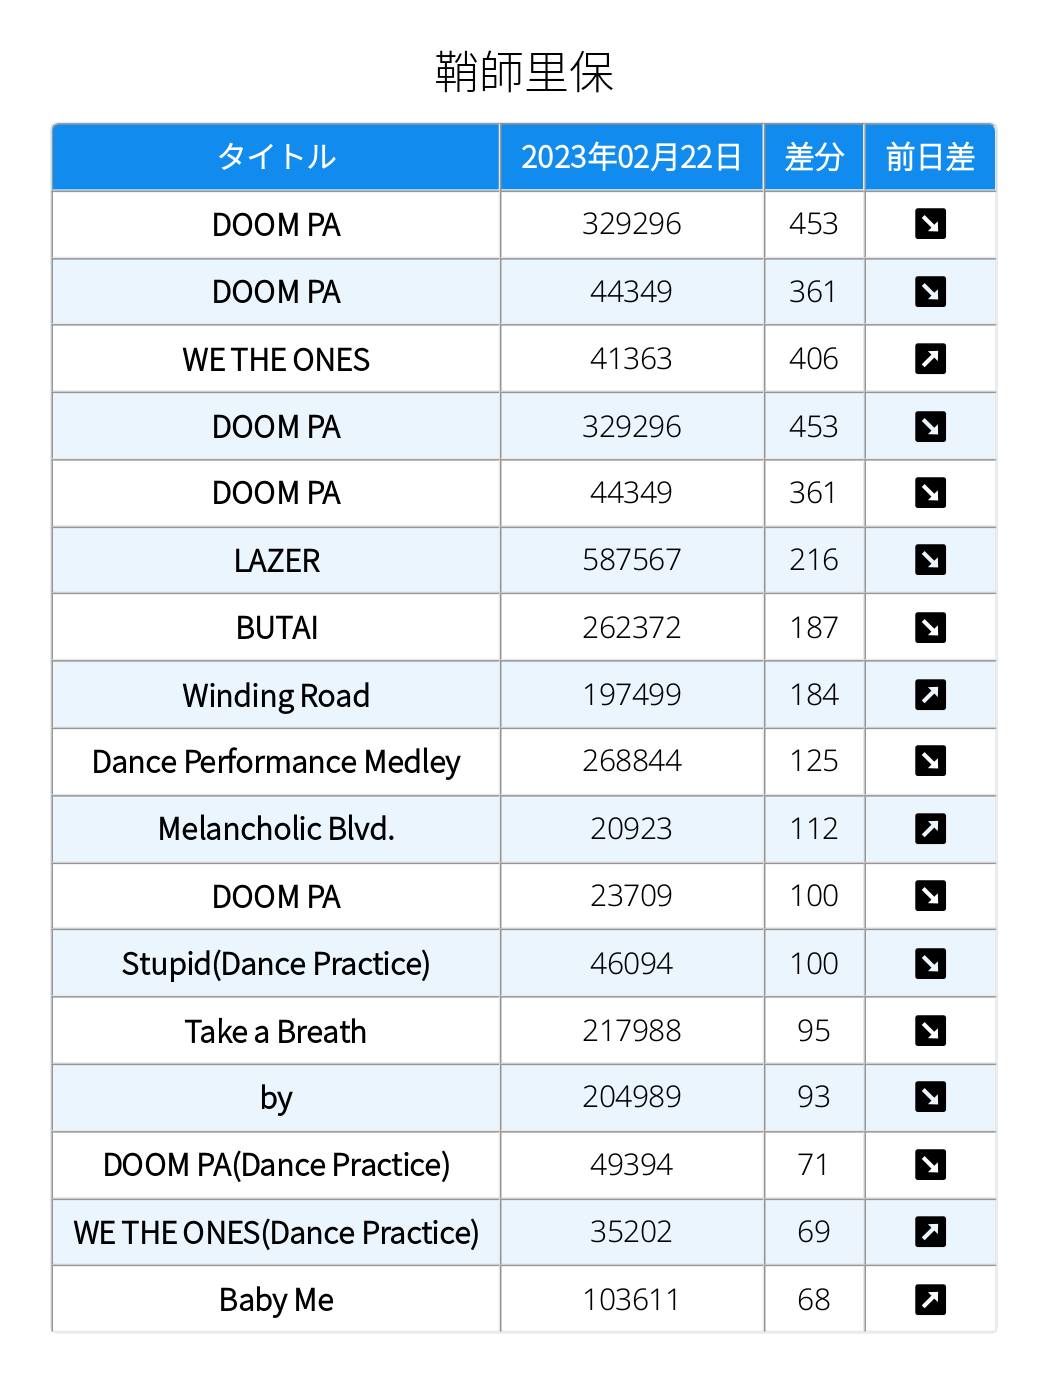 鞘師里保
タイトル 2023年02月22日 差分 前日差
DOOM PA 329296 453 ↘
DOOM PA 44349 361 ↘
WE THE ONES 41363 406 ↗
DOOM PA 329296 453 ↘
DOOM PA 44349 361 ↘
LAZER 587567 216 ↘
BUTAI 262372 187 ↘
Winding Road 197499 184 ↗
Dance Performance Medley 268844 125 ↘
Melancholic Blvd. 20923 112 ↗
DOOM PA 23709 100 ↘
Stupid(Dance Practice) 46094 100 ↘
Take a Breath 217988 95 ↘
by 204989 93 ↘
DOOM PA(Dance Practice) 49394 71 ↘
WE THE ONES(Dance Practice) 35202 69 ↗
Baby Me 103611 68 ↗